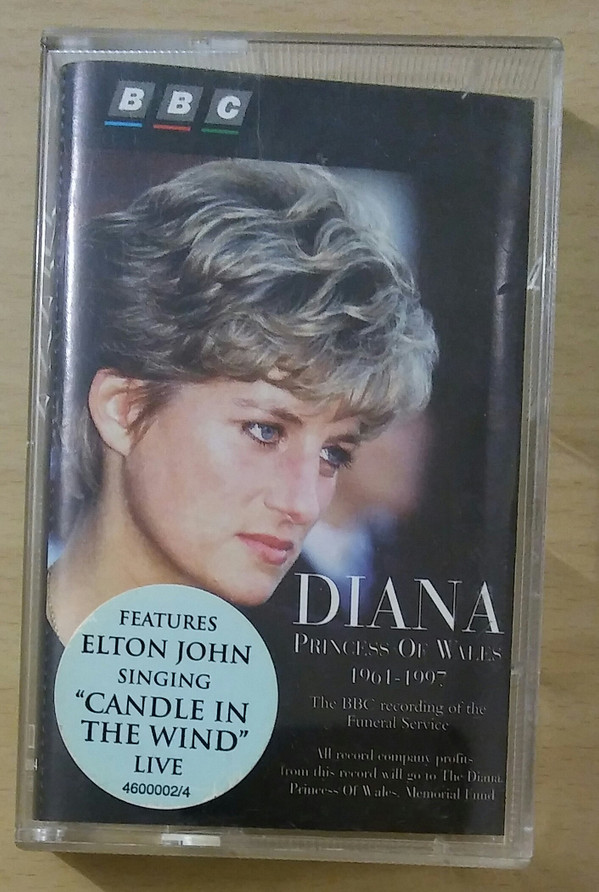 BBC
DIANA
PRINCESS OF WALES
1961-1997
The BBC recording of the
Funeral Service
All record company profits
from this record will go to The Diana,
Princess Of Wales, Memorial Fund
FEATURES
ELTON JOHN
SINGING
"CANDLE IN
THE WIND"
LIVE
4600002/4